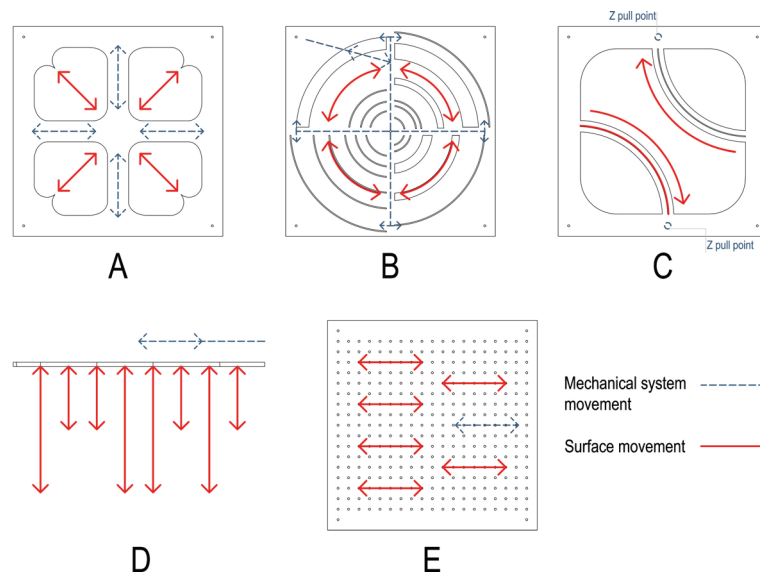 Z pull point
A
B
C
Z pull point
D
E
Mechanical system
movement
Surface movement